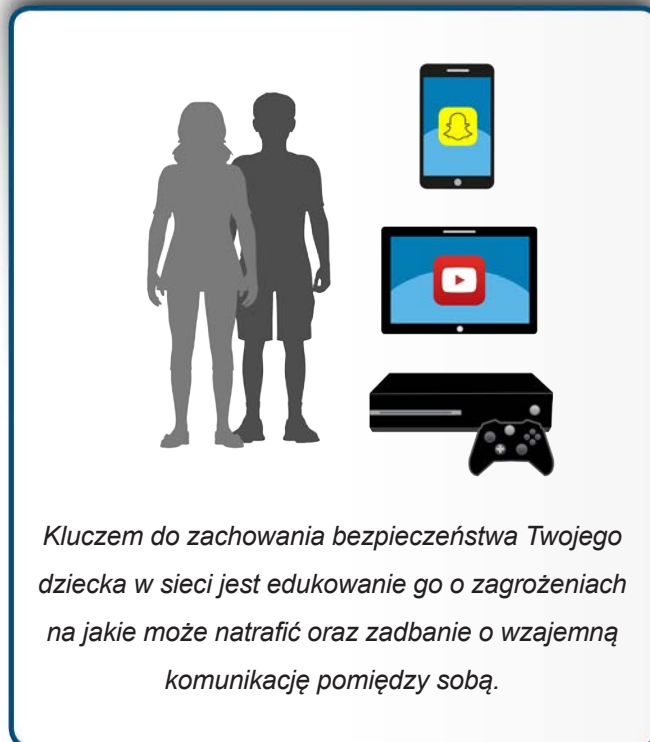 Kluczem do zachowania bezpieczeństwa Twojego
dziecka w sieci jest edukowanie go o zagrożeniach
na jakie może natrafić oraz zadbanie o wzajemną
komunikację pomiędzy sobą.